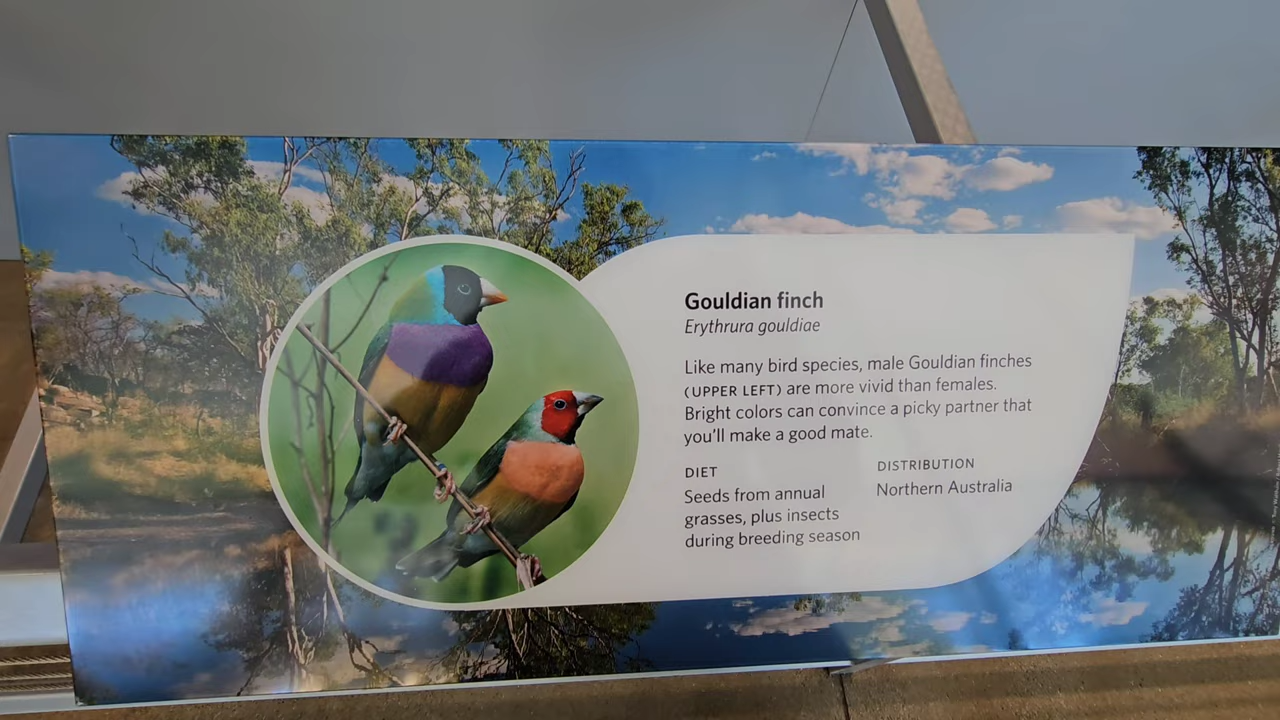 Gouldian finch
Erythrura gouldiae
Like many bird species, male Gouldian finches
(UPPER LEFT) are more vivid than females.
Bright colors can convince a picky partner that
you'll make a good mate.
DIET
Seeds from annual
grasses, plus insects
during breeding season
DISTRIBUTION
Northern Australia